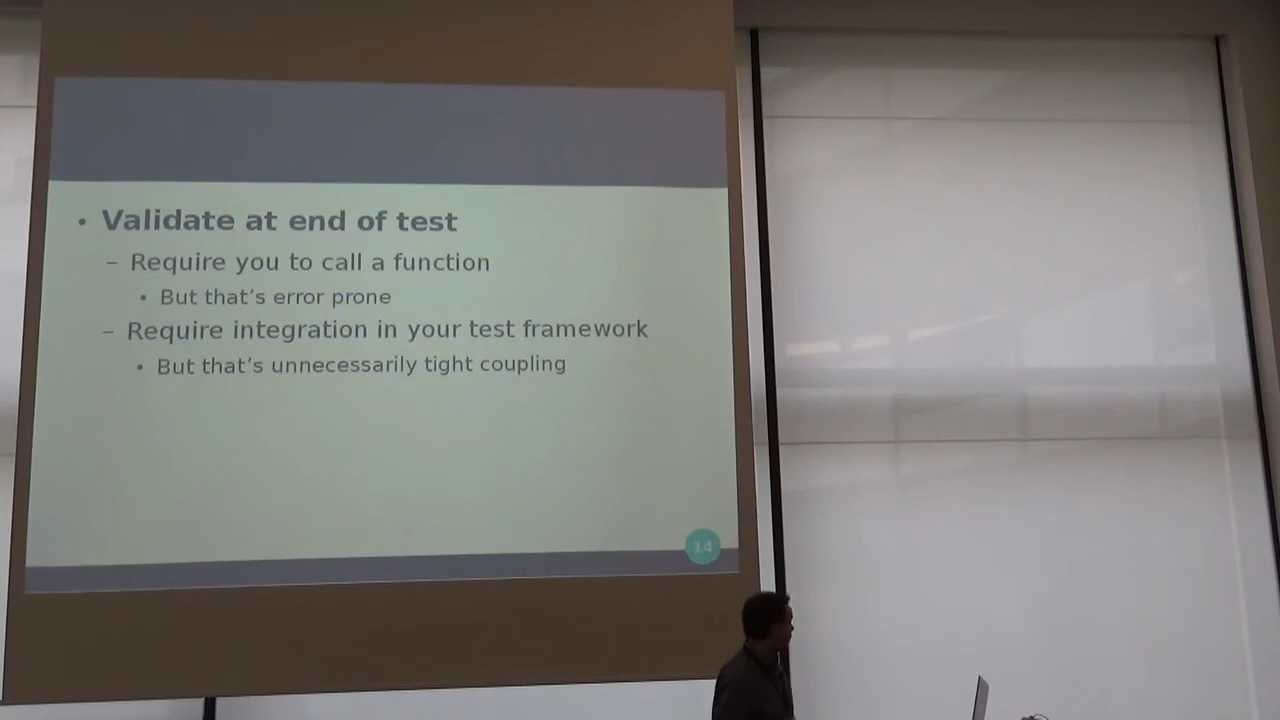 • Validate at end of test
– Require you to call a function
• But that’s error prone
– Require integration in your test framework
• But that’s unnecessarily tight coupling
14